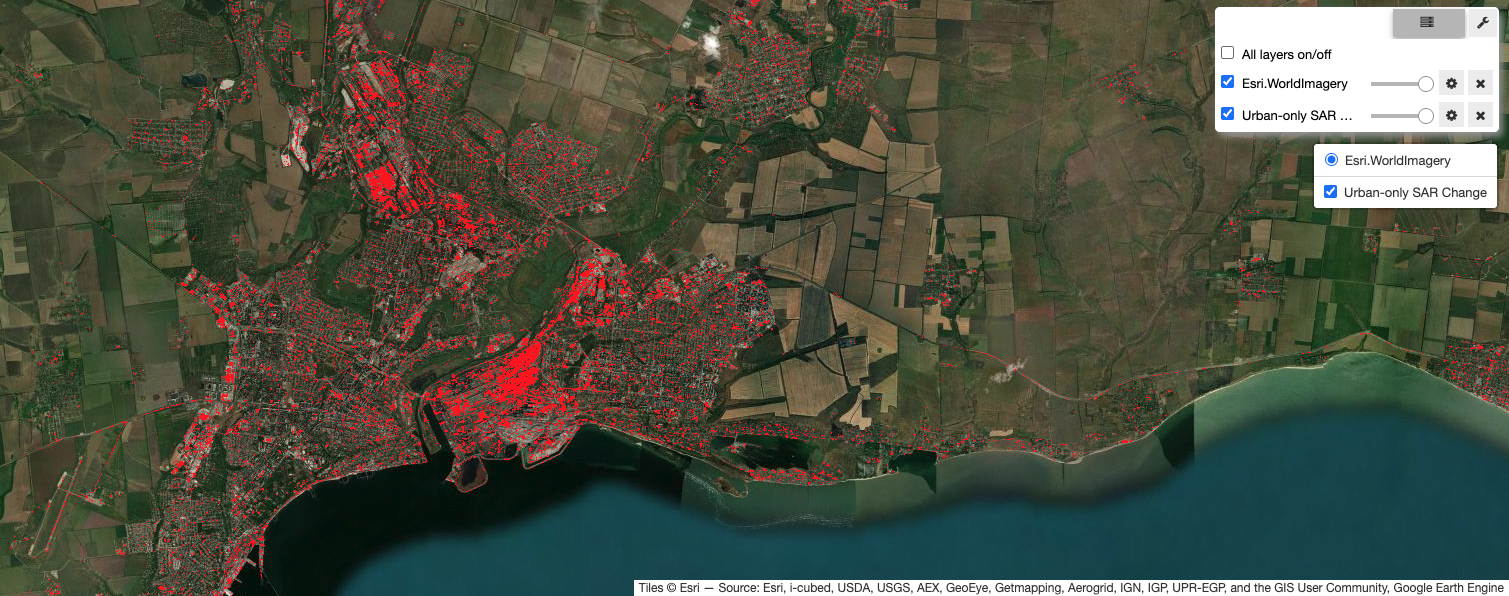 All layers on/off
Esri.WorldImagery
Urban-only SAR ...
Esri.WorldImagery
Urban-only SAR Change
Tiles © Esri — Source: Esri, i-cubed, USDA, USGS, AEX, GeoEye, Getmapping, Aerogrid, IGN, IGP, UPR-EGP, and the GIS User Community, Google Earth Engine